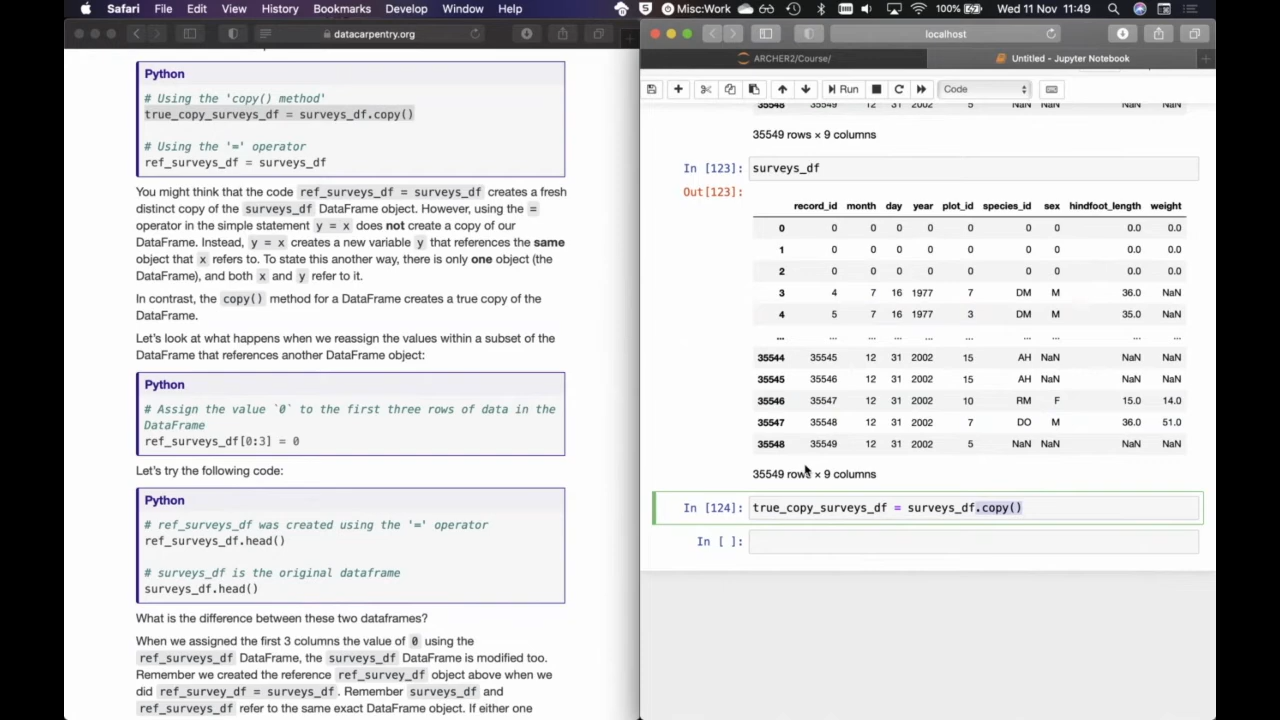 Safari File Edit View History Bookmarks Develop Window Help
Misc:Work 100% Wed 11 Nov 11:49
datacarpentry.org
Python
# Using the 'copy() method'
true_copy_surveys_df = surveys_df.copy()
# Using the '=' operator
ref_surveys_df = surveys_df
You might think that the code ref_surveys_df = surveys_df creates a fresh
distinct copy of the surveys_df DataFrame object. However, using the =
operator in the simple statement y = x does not create a copy of our
DataFrame. Instead, y = x creates a new variable y that references the same
object that x refers to. To state this another way, there is only one object (the
DataFrame), and both x and y refer to it.
In contrast, the copy() method for a DataFrame creates a true copy of the
DataFrame.
Let's look at what happens when we reassign the values within a subset of the
DataFrame that references another DataFrame object:
Python
# Assign the value `0` to the first three rows of data in the
DataFrame
ref_surveys_df[0:3] = 0
Let's try the following code:
Python
# ref_surveys_df was created using the '=' operator
ref_surveys_df.head()
# surveys_df is the original dataframe
surveys_df.head()
What is the difference between these two dataframes?
When we assigned the first 3 columns the value of 0 using the
ref_surveys_df DataFrame, the surveys_df DataFrame is modified too.
Remember we created the reference ref_survey_df object above when we
did ref_survey_df = surveys_df. Remember surveys_df and
ref_surveys_df refer to the same exact DataFrame object. If either one
localhost
ARCHER2/Course/ Untitled - Jupyter Notebook
Run Code
35548 35549 12 31 2002 5 NaN NaN NaN NaN
35549 rows × 9 columns
In [123]: surveys_df
Out[123]:
record_id month day year plot_id species_id sex hindfoot_length weight
0 0 0 0 0 0 0 0 0.0 0.0
1 0 0 0 0 0 0 0 0.0 0.0
2 0 0 0 0 0 0 0 0.0 0.0
3 4 7 16 1977 7 DM M 36.0 NaN
4 5 7 16 1977 3 DM M 35.0 NaN
... ... ... ... ... ... ... ... ... ...
35544 35545 12 31 2002 15 AH NaN NaN NaN
35545 35546 12 31 2002 15 AH NaN NaN NaN
35546 35547 12 31 2002 10 RM F 15.0 14.0
35547 35548 12 31 2002 7 DO M 36.0 51.0
35548 35549 12 31 2002 5 NaN NaN NaN NaN
35549 rows × 9 columns
In [124]: true_copy_surveys_df = surveys_df.copy()
In [ ]: